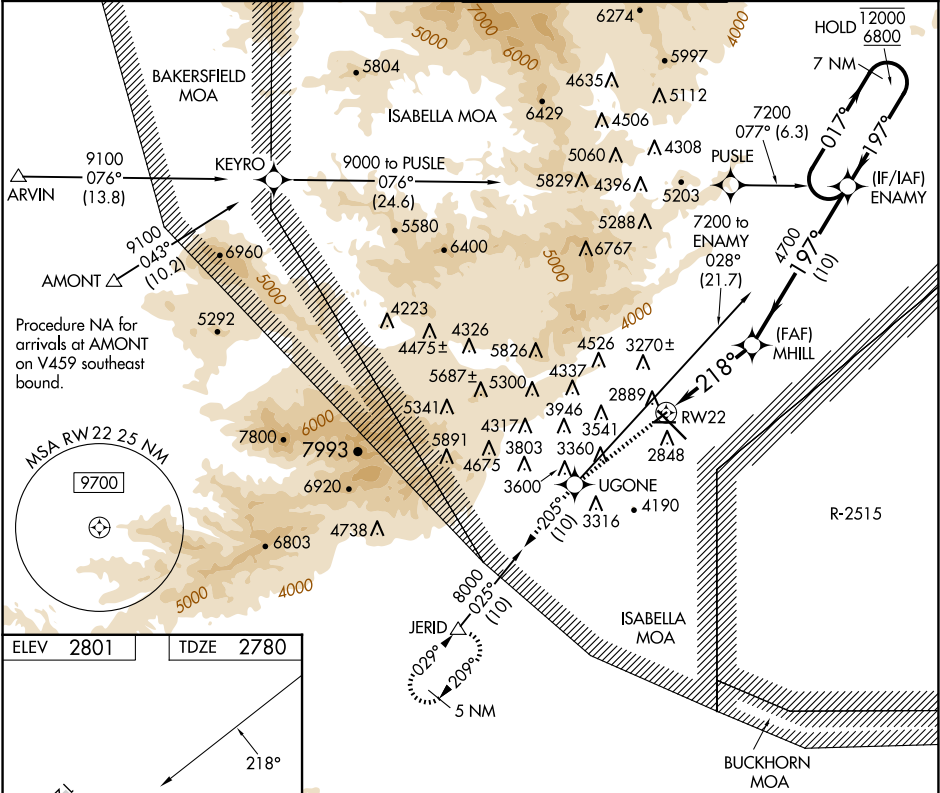 6274
4000
HOLD 12000
6800
7000
5000
6000
7 NM
5804
5997
BAKERSFIELD
MOA
4635
5112
ISABELLA MOA
6429
4506
7200
077° (6.3)
017°
197°
KEYRO
9000 to PUSLE
076°
(24.6)
5060
4308
PUSLE
9100
076°
(13.8)
ARVIN
5829
4396
5203
(IF/IAF)
ENAMY
9100
043°
(10.2)
5580
5288
7200 to
ENAMY
028°
(21.7)
4700
197°
(10)
6960
6400
6767
5000
AMONT
5000
5292
4223
4000
Procedure NA for
arrivals at AMONT
on V459 southeast
bound.
4475±
4326
5826
4526
3270±
(FAF)
MHILL
5687±
5300
4337
218°
2889
5341
3946
RW22
6000
4317
3541
7800
7993
5891
3803
3360
2848
MSA RW22 25 NM
4675
9700
6920
3600
UGONE
4190
3316
205°
(10)
R-2515
4738
6803
5000
4000
8000
025°
(10)
ISABELLA
MOA
JERID
029°
209°
5 NM
ELEV 2801
TDZE 2780
218°
BUCKHORN
MOA